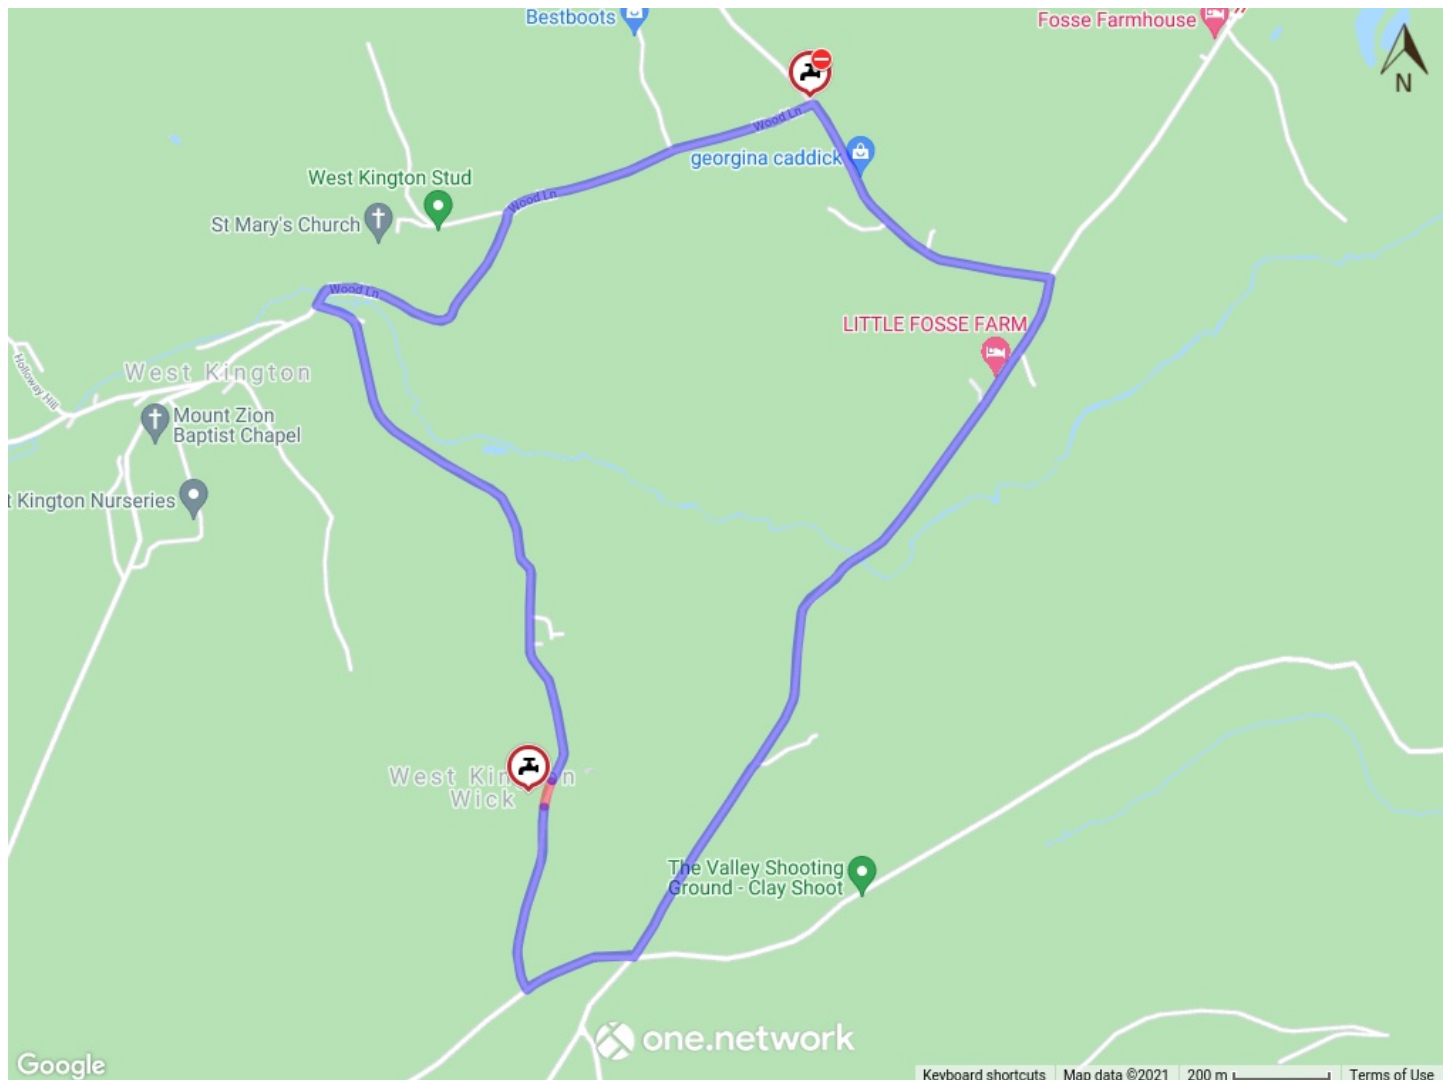 Bestboots
Fosse Farmhouse
N
Wood Ln
georgina caddick
West Kington Stud
Wood Ln
St Mary's Church
Wood Ln
LITTLE FOSSE FARM
Holloway Hill
West Kington
Mount Zion
Baptist Chapel
t Kington Nurseries
West Kin on
Wick
The Valley Shooting
Ground - Clay Shoot
one.network
Google
Keyboard shortcuts Map data ©2021 200 m Terms of Use